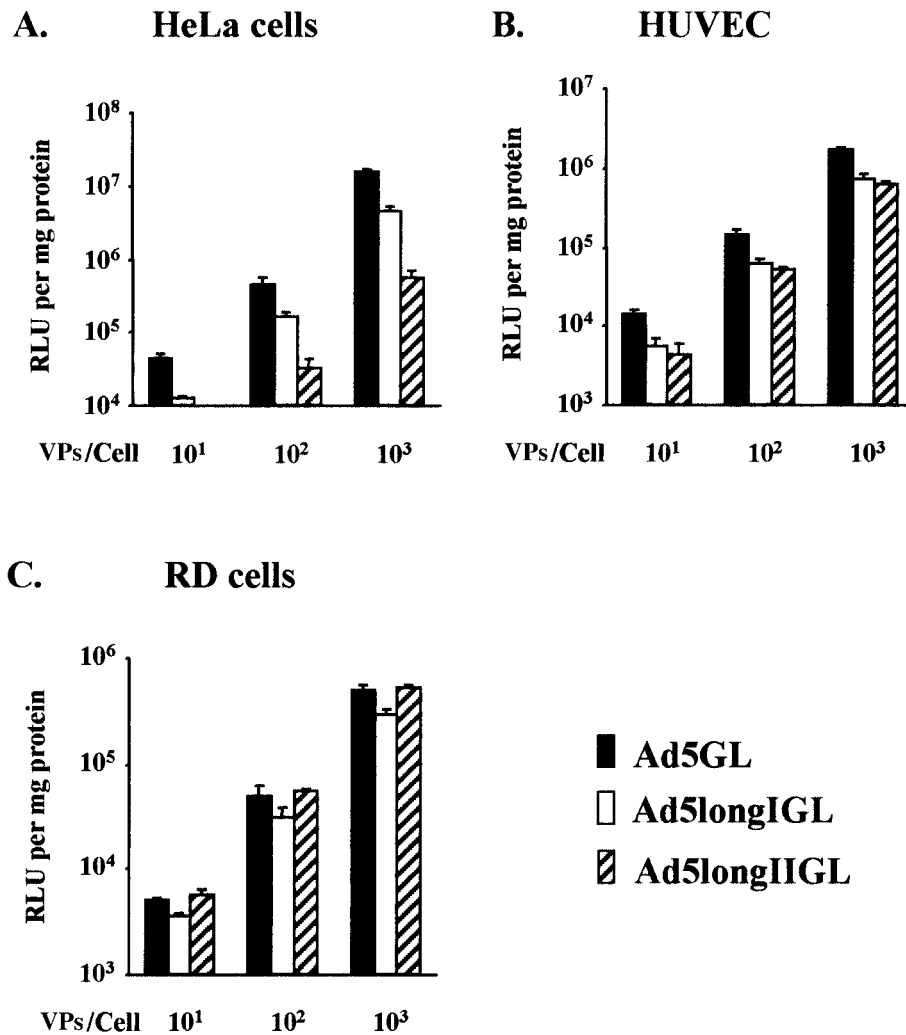 A. HeLa cells
RLU per mg protein
10⁸
10⁷
10⁶
10⁵
10⁴
VPs/Cell 10¹ 10² 10³
B. HUVEC
RLU per mg protein
10⁷
10⁶
10⁵
10⁴
10³
VPs/Cell 10¹ 10² 10³
C. RD cells
RLU per mg protein
10⁶
10⁵
10⁴
10³
VPs/Cell 10¹ 10² 10³
Ad5GL
Ad5longIGL
Ad5longIIGL